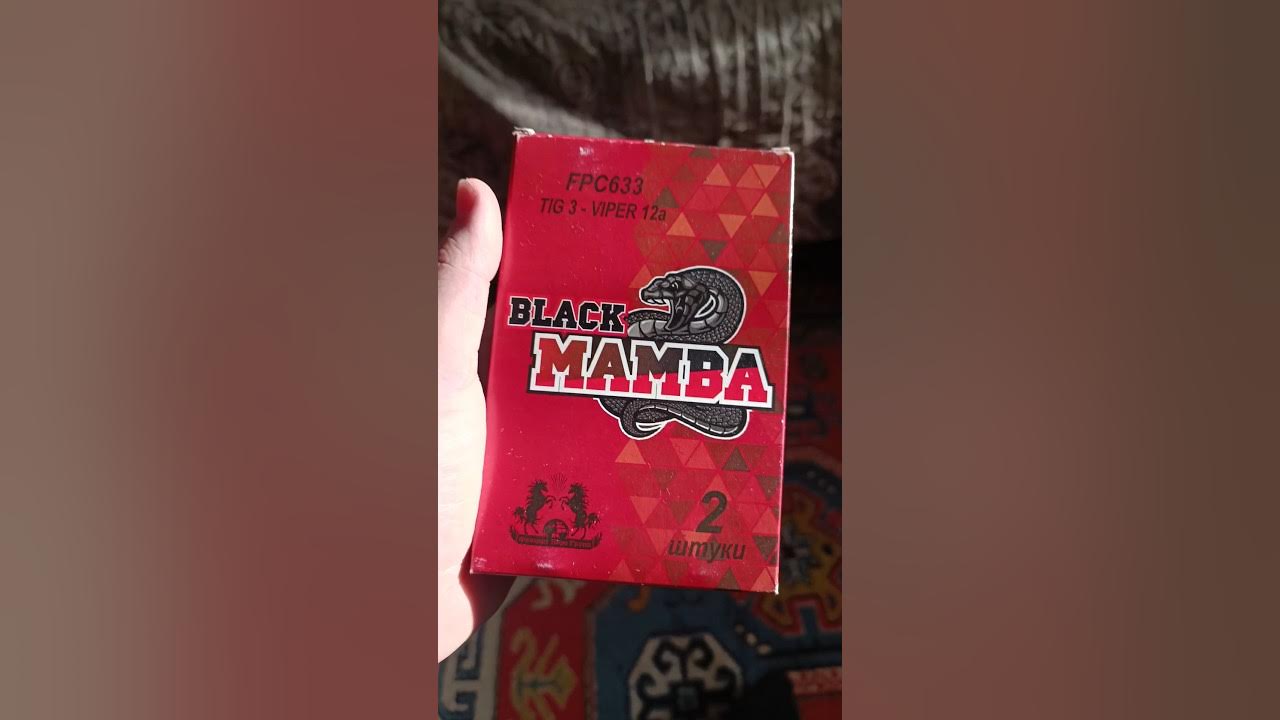 FPC633
TIG 3 - VIPER 12a
BLACK
MAMBA
2
штуки